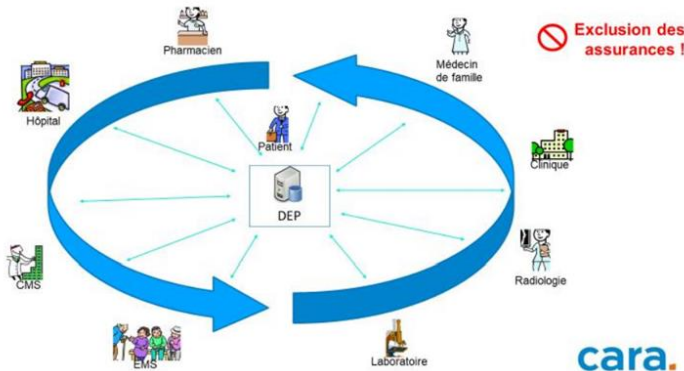 Pharmacien
Exclusion des
assurances !
Médecin
de famille
Hôpital
Patient
Clinique
DEP
CMS
Radiologie
EMS
Laboratoire
cara.